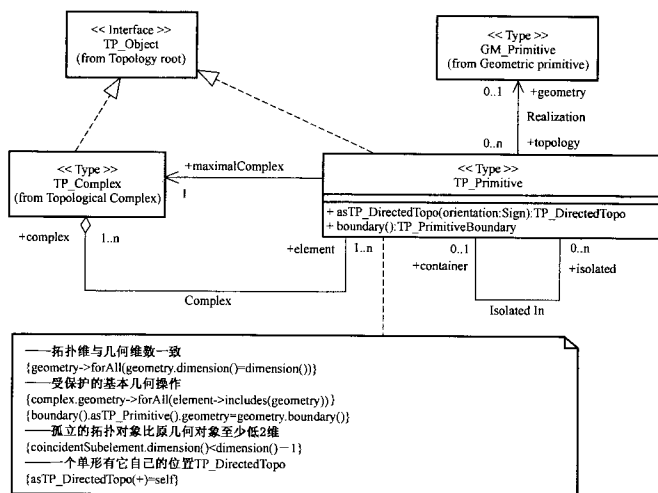 << Interface >>
TP_Object
(from Topology root)
<< Type >>
GM_Primitive
(from Geometric primitive)
0..1
+geometry
Realization
0..n
+topology
<< Type >>
TP_Complex
(from Topological Complex)
+maximalComplex
1
<< Type >>
TP_Primitive
+ asTP_DirectedTopo(orientation:Sign):TP_DirectedTopo
+ boundary():TP_PrimitiveBoundary
+complex
1..n
+element
1..n
Complex
0..1
+container
0..n
+isolated
Isolated In
——拓扑维与几何维数一致
{geometry->forAll(geometry.dimension()=dimension())}
——受保护的基本几何操作
{complex.geometry->forAll(element->includes(geometry))}
{boundary().asTP_Primitive().geometry=geometry.boundary()}
——孤立的拓扑对象比原几何对象至少低2维
{coincidentSubelement.dimension()<dimension()-1}
——一个单形有它自己的位置TP_DirectedTopo
{asTP_DirectedTopo(+)=self}